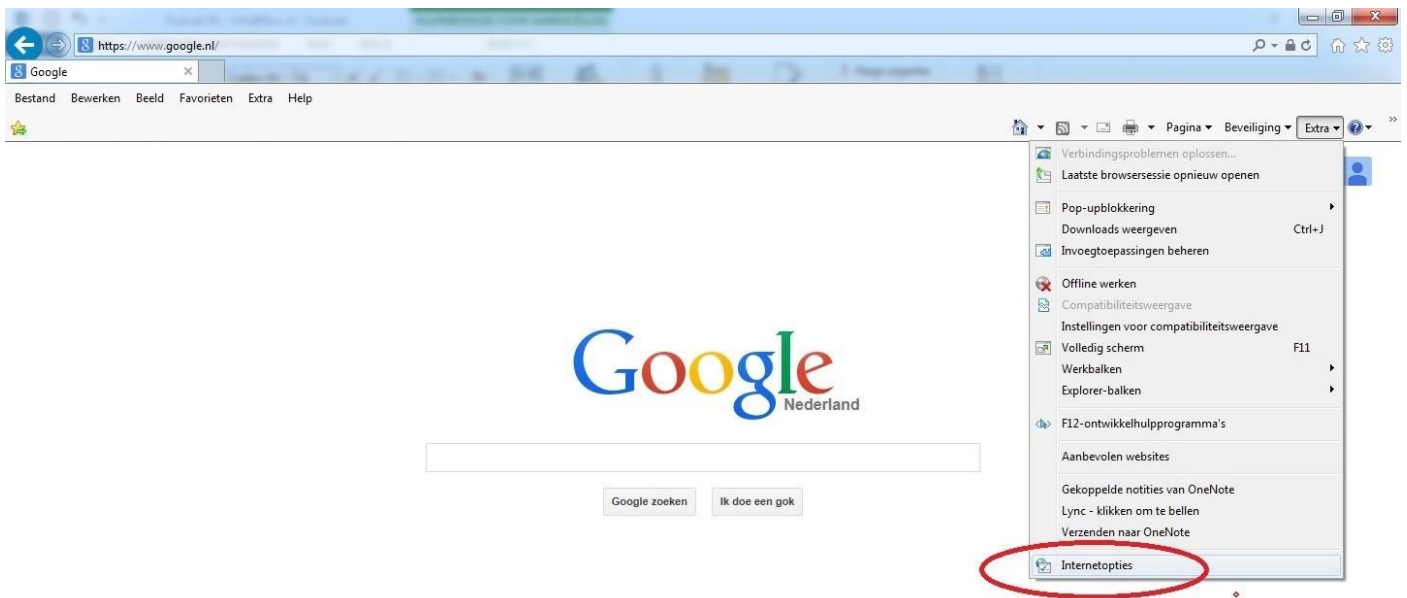 https://www.google.nl/
Google
Bestand Bewerken Beeld Favorieten Extra Help
Pagina Beveiliging Extra
Verbindingsproblemen oplossen...
Laatste browsersessie opnieuw openen
Pop-upblokkering
Downloads weergeven Ctrl+J
Invoegtoepassingen beheren
Offline werken
Compatibiliteitsweergave
Instellingen voor compatibiliteitsweergave
Volledig scherm F11
Werkbalken
Explorer-balken
F12-ontwikkelhulpprogramma's
Aanbevolen websites
Gekoppelde notities van OneNote
Lync - klikken om te bellen
Verzenden naar OneNote
Internetopties
Google
Nederland
Google zoeken Ik doe een gok